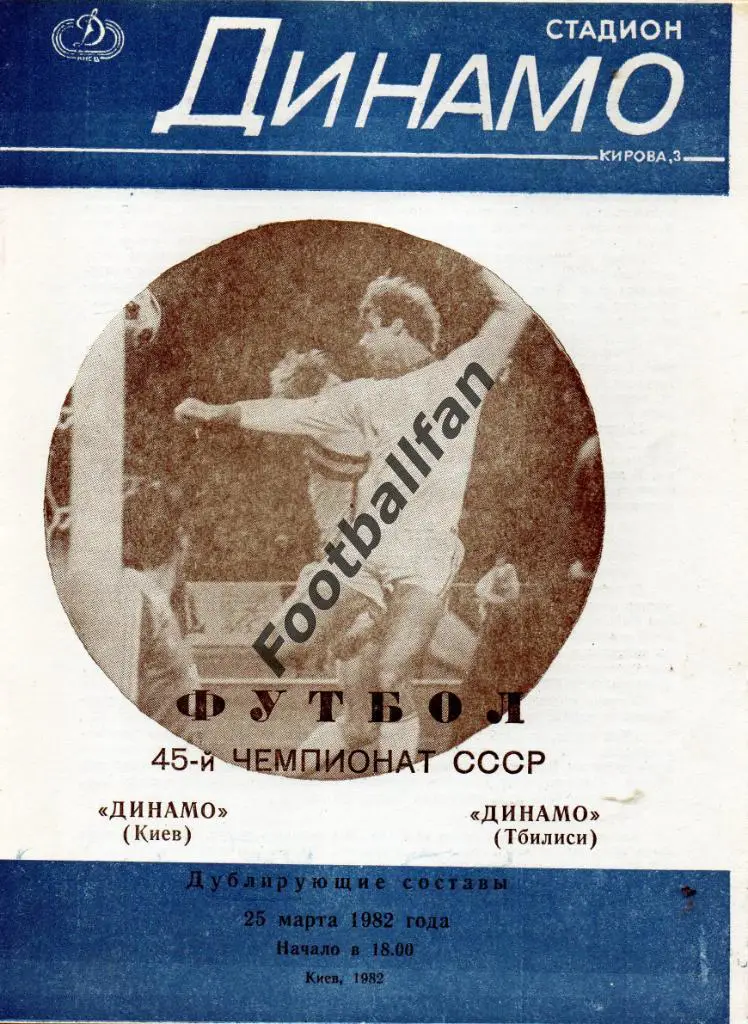 Д
КИЕВ
СТАДИОН
ДИНАМО
КИРОВА,3
Footballfan
ФУТБОЛ
45-й ЧЕМПИОНАТ СССР
«ДИНАМО» «ДИНАМО»
(Киев) (Тбилиси)
Дублирующие составы
25 марта 1982 года
Начало в 18.00
Киев, 1982